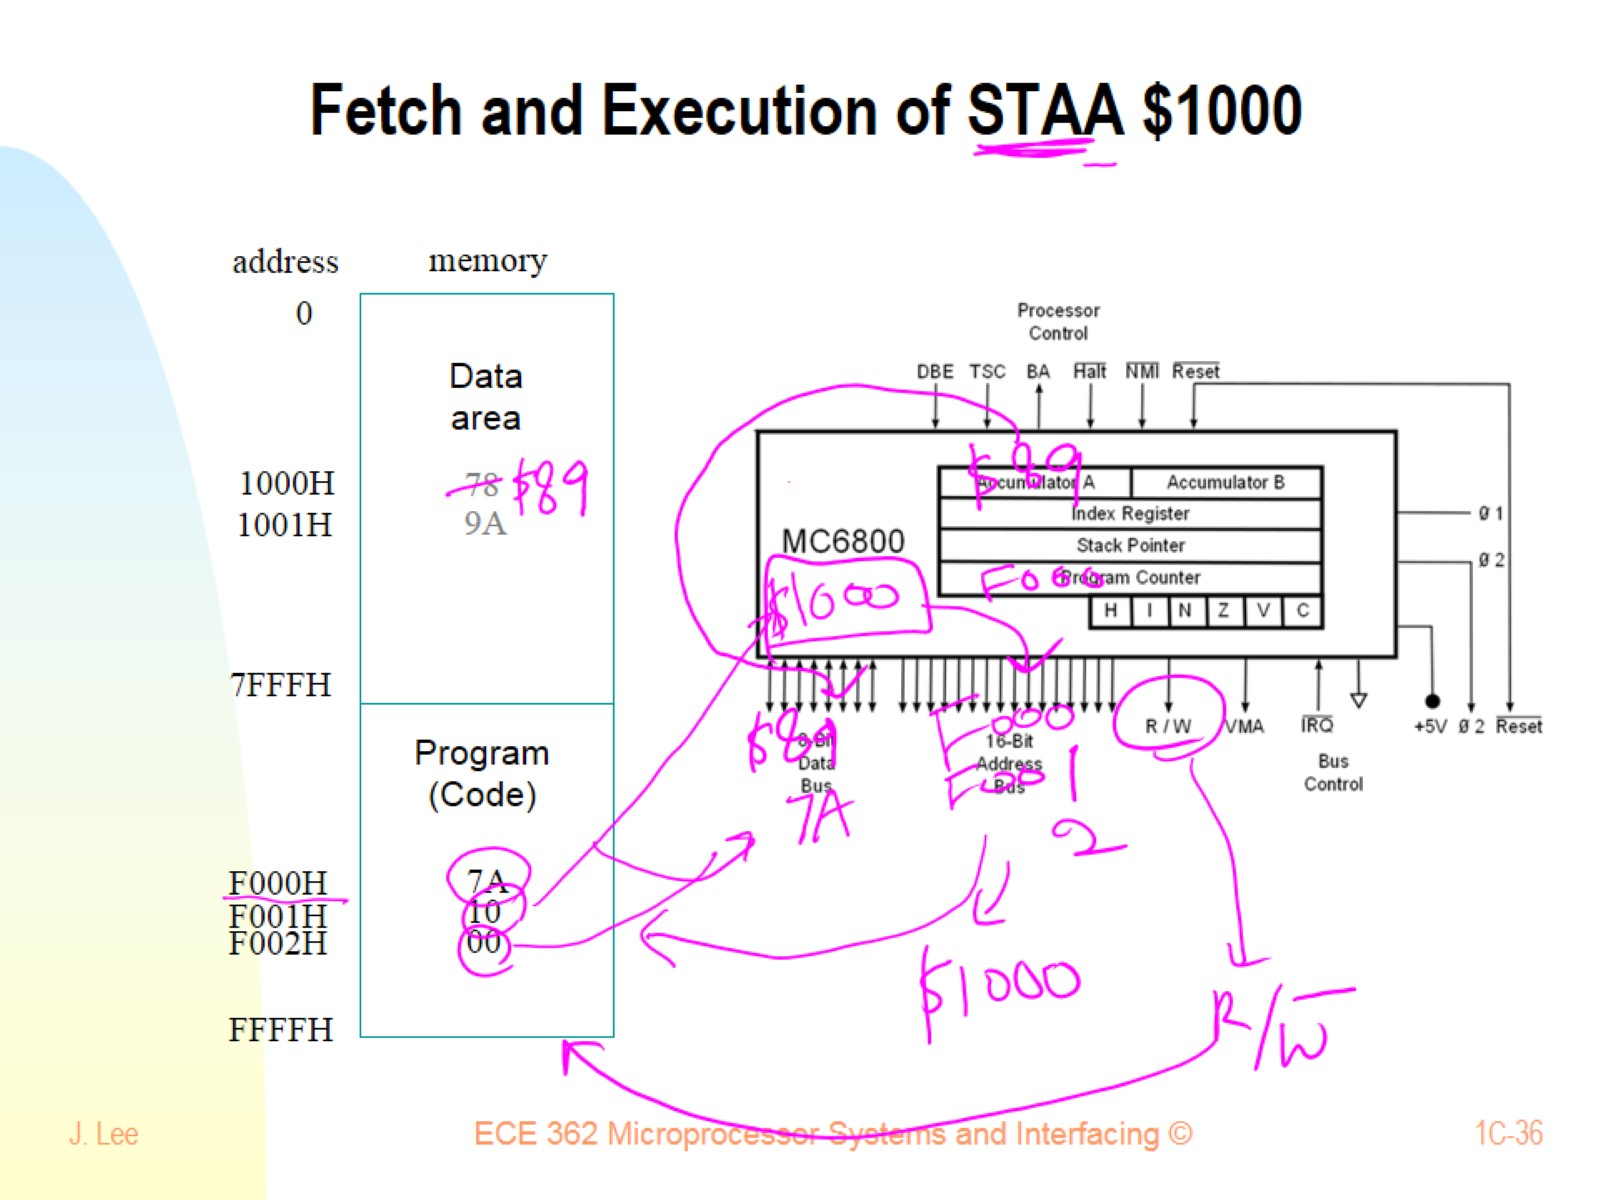 Fetch and Execution of STAA $1000
address memory
0
Data
area
1000H 78 $89
1001H 9A
7FFFH
Program
(Code)
F000H 7A
F001H 10
F002H 00
FFFFH
Processor
Control
DBE TSC BA Halt NMI Reset
$89
Accumulator A Accumulator B
Index Register
Stack Pointer
F000
Program Counter
H I N Z V C
MC6800
$1000
Ø 1
Ø 2
$89
8-Bit
Data
Bus
7A
F000
16-Bit
Address
Bus
F001
2
$1000
R / W VMA IRQ
Bus
Control
+5V Ø 2 Reset
R/W
J. Lee ECE 362 Microprocessor Systems and Interfacing © 1C-36